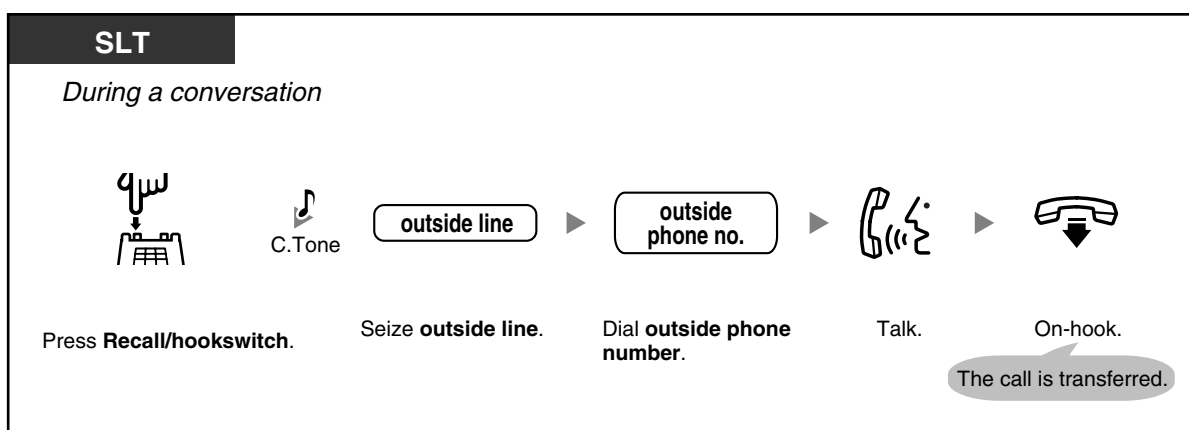 SLT
During a conversation
C.Tone
outside line
outside
phone no.
Press Recall/hookswitch.
Seize outside line.
Dial outside phone
number.
Talk.
On-hook.
The call is transferred.